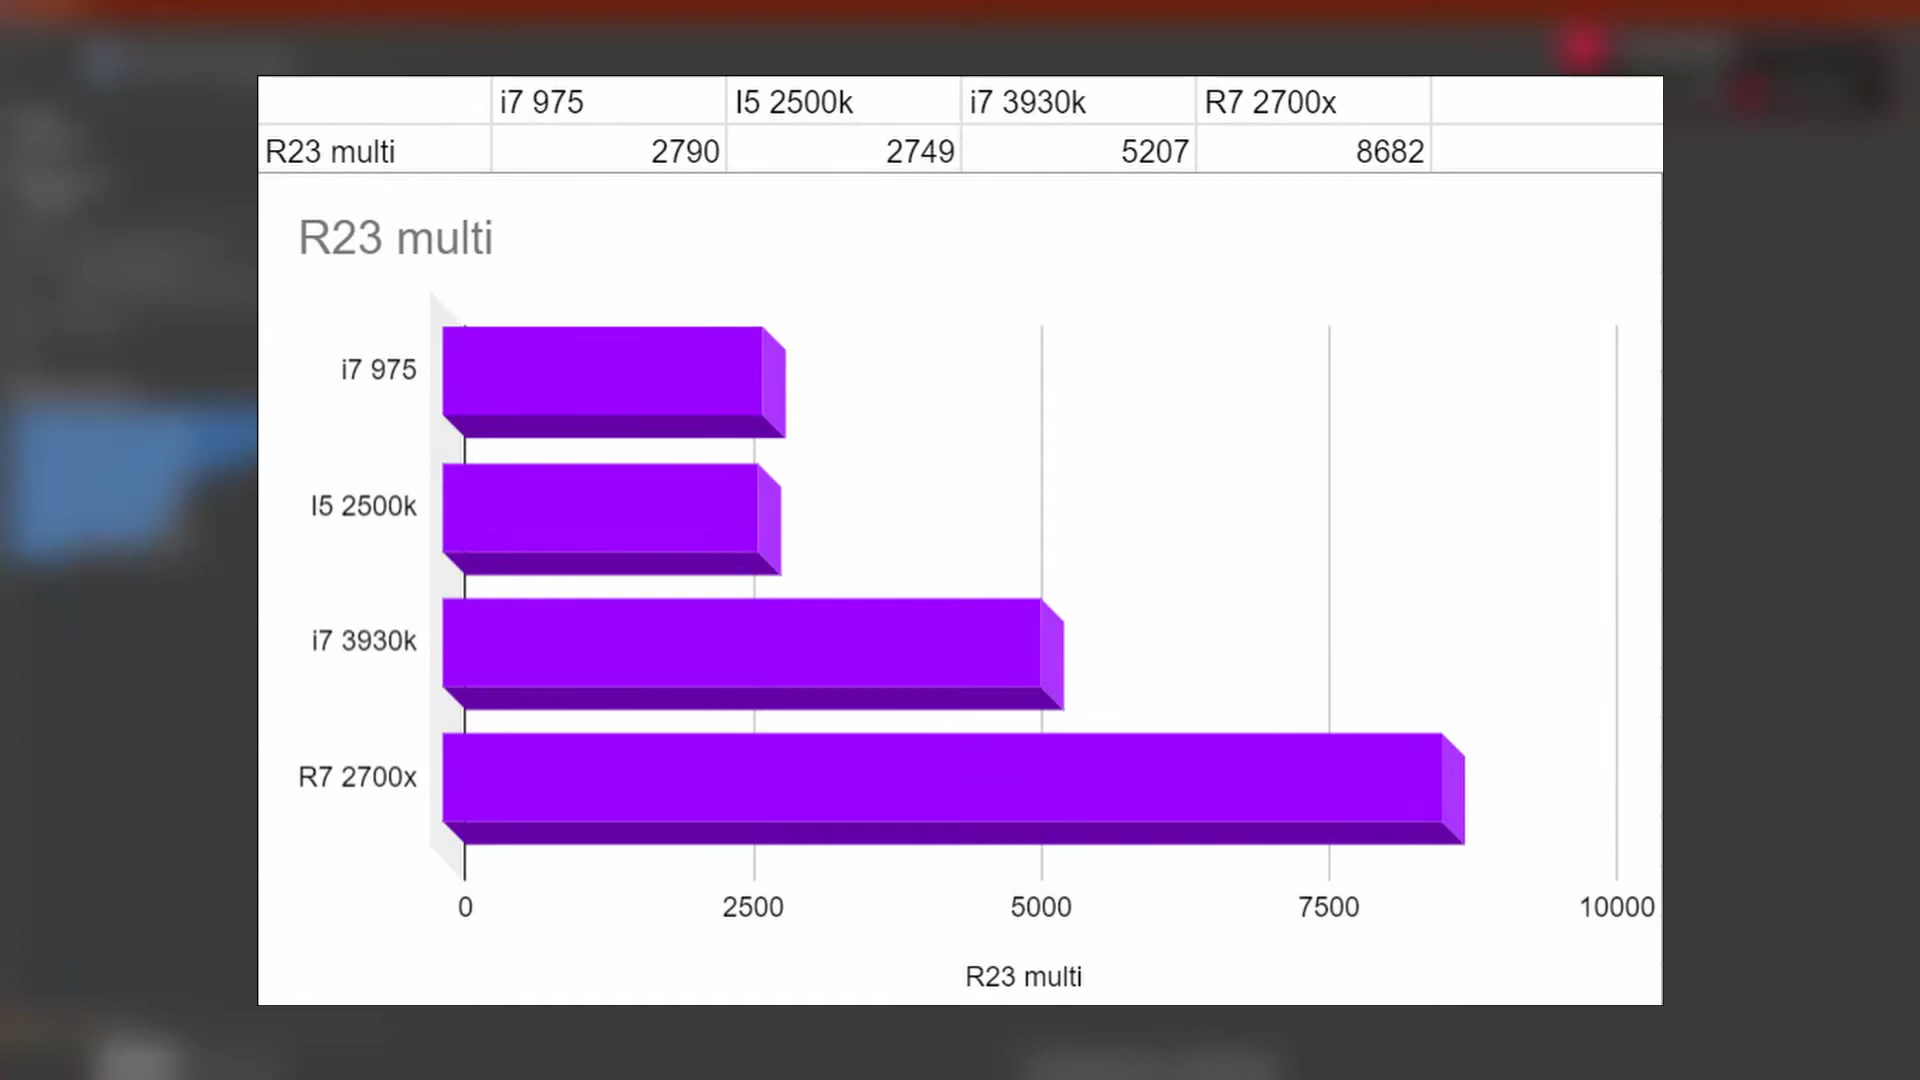 i7 975 I5 2500k i7 3930k R7 2700x
R23 multi 2790 2749 5207 8682
R23 multi
i7 975
I5 2500k
i7 3930k
R7 2700x
0 2500 5000 7500 10000
R23 multi